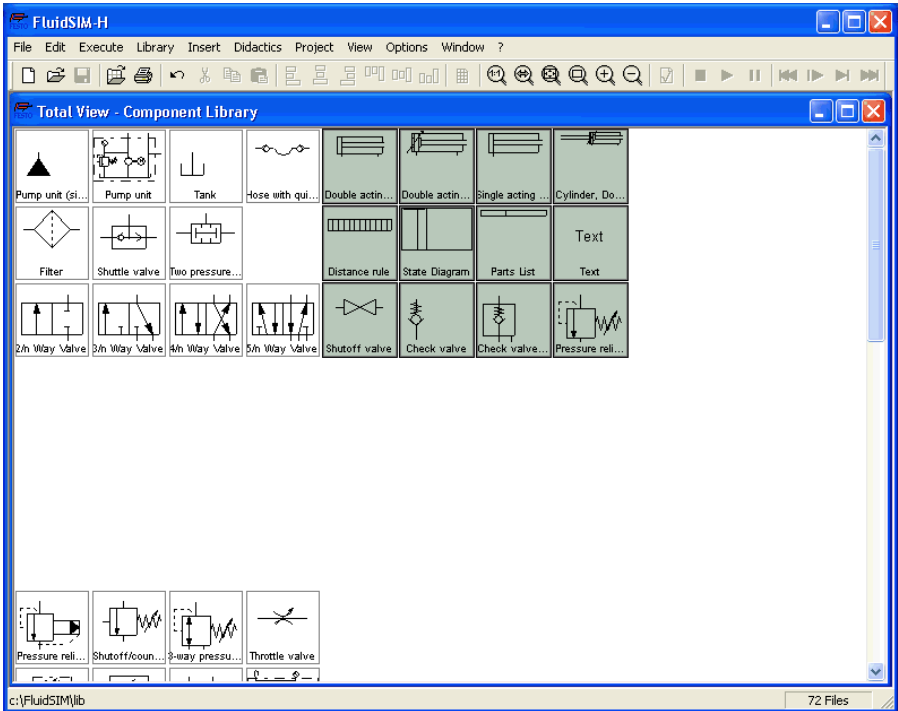 FluidSIM-H
File Edit Execute Library Insert Didactics Project View Options Window ?
Total View - Component Library
Pump unit (si... Pump unit Tank Hose with qui... Double actin... Double actin... Single acting ... Cylinder, Do...
Text
Filter Shuttle valve Two pressure... Distance rule State Diagram Parts List Text
2/n Way Valve 3/n Way Valve 4/n Way Valve 5/n Way Valve Shutoff valve Check valve Check valve... Pressure reli...
Pressure reli... Shutoff/coun... 3-way pressu... Throttle valve
c:\FluidSIM\lib 72 Files